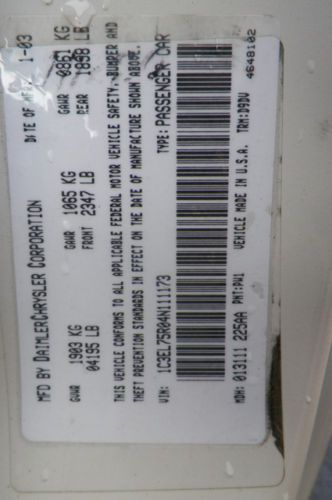 MFD BY DAIMLERCHRYSLER CORPORATION
DATE OF MFR 1-03
GVWR
1903 KG
04195 LB
GAWR FRONT
1065 KG
2347 LB
GAWR REAR
0861 KG
1898 LB
THIS VEHICLE CONFORMS TO ALL APPLICABLE FEDERAL MOTOR VEHICLE SAFETY, BUMPER AND
THEFT PREVENTION STANDARDS IN EFFECT ON THE DATE OF MANUFACTURE SHOWN ABOVE.
VIN: 1C3EL75R04N111173 TYPE: PASSENGER CAR
VEHICLE MADE IN U.S.A.
MDH: 013111 225AA PNT:PW1 TRM:D9DV
4648102